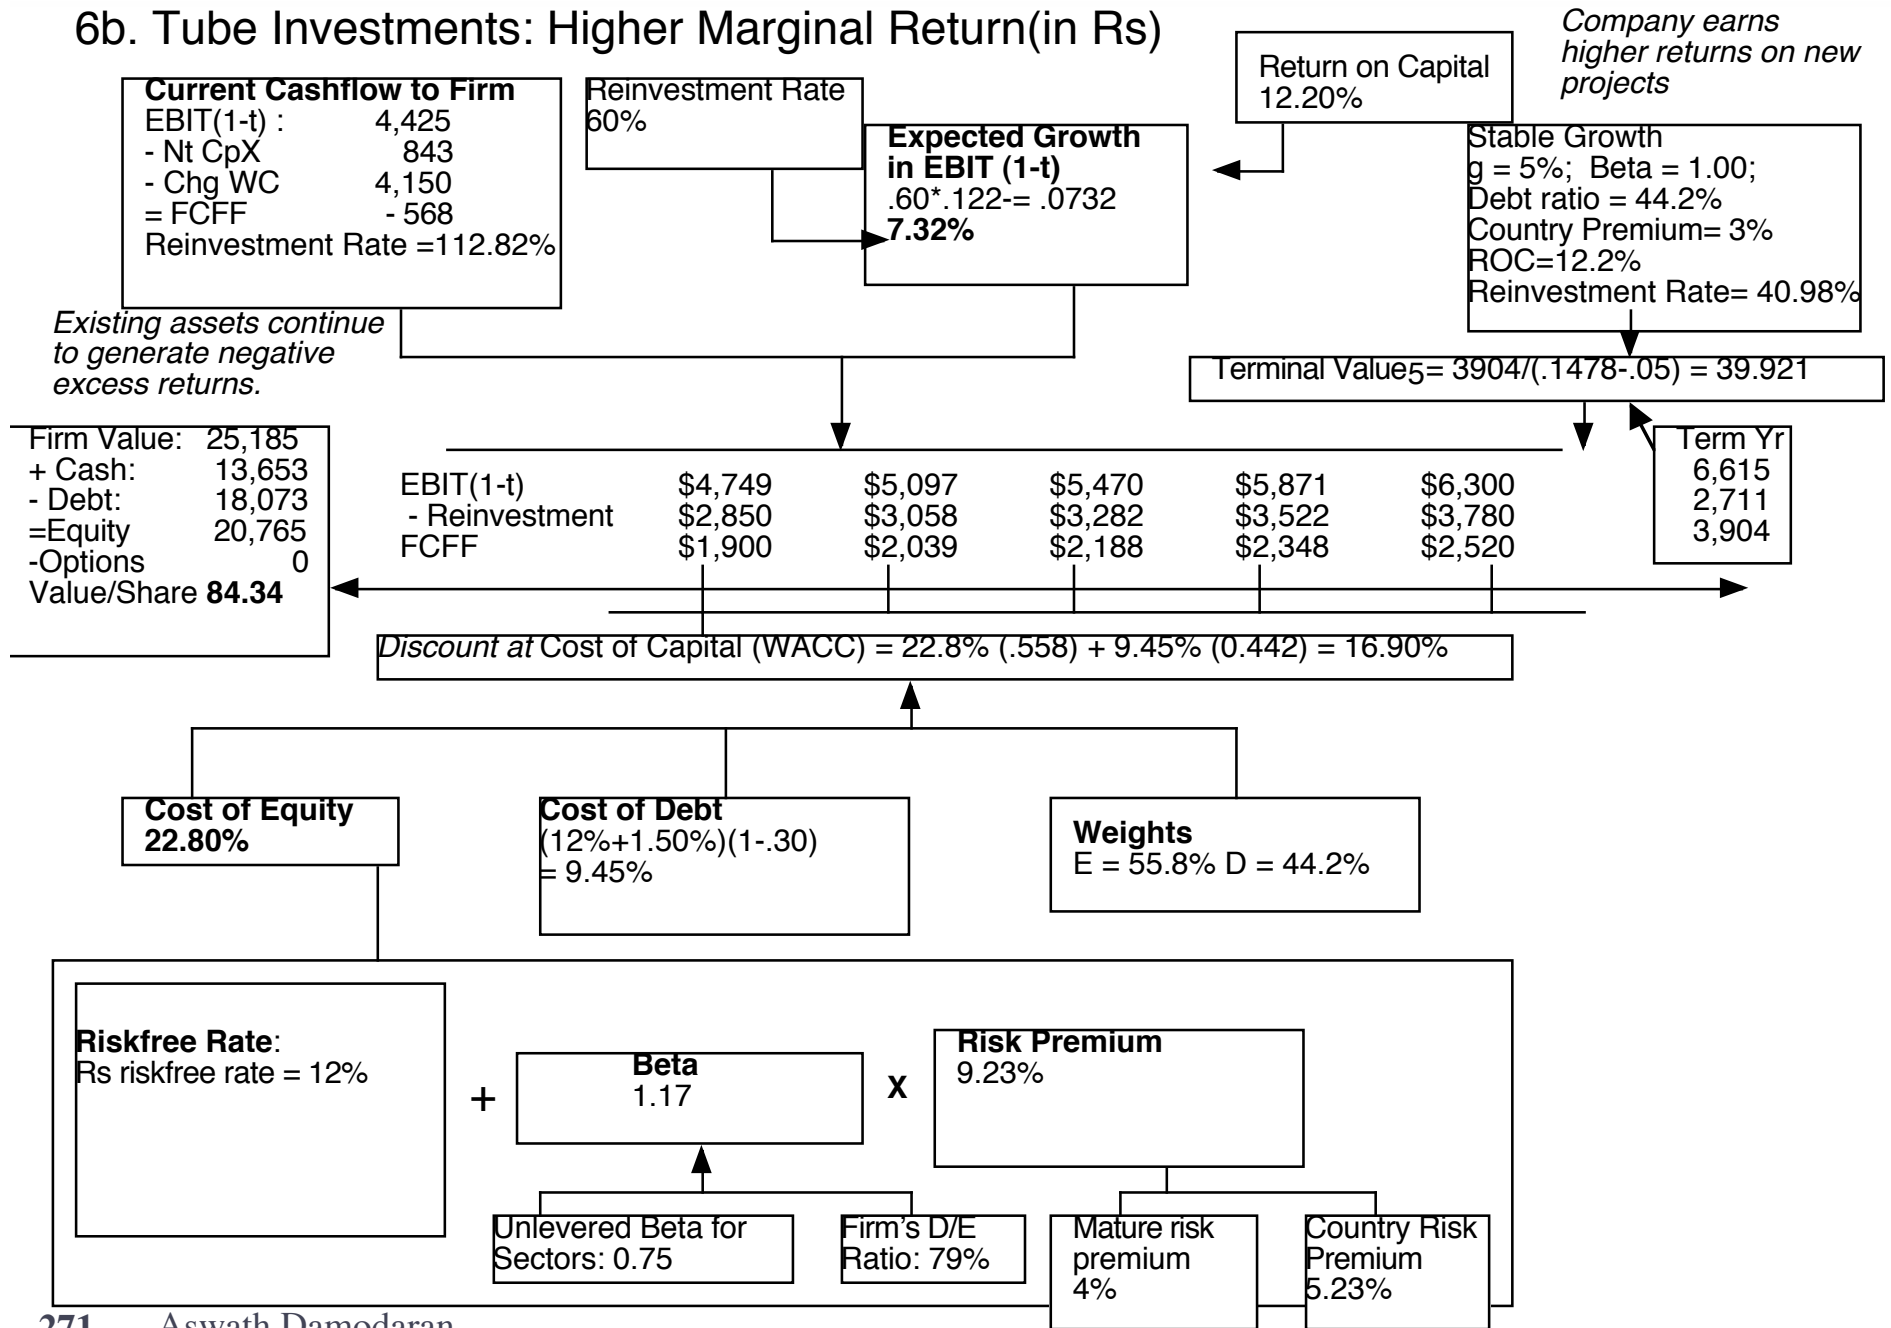 6b. Tube Investments: Higher Marginal Return(in Rs)
Company earns
higher returns on new
projects
Return on Capital
12.20%
Current Cashflow to Firm
EBIT(1-t) : 4,425
- Nt CpX 843
- Chg WC 4,150
= FCFF - 568
Reinvestment Rate =112.82%
Reinvestment Rate
60%
Expected Growth
in EBIT (1-t)
.60*.122-= .0732
7.32%
Stable Growth
g = 5%; Beta = 1.00;
Debt ratio = 44.2%
Country Premium= 3%
ROC=12.2%
Reinvestment Rate= 40.98%
Existing assets continue
to generate negative
excess returns.
Terminal Value5= 3904/(.1478-.05) = 39.921
Firm Value: 25,185
+ Cash: 13,653
- Debt: 18,073
=Equity 20,765
-Options 0
Value/Share 84.34
EBIT(1-t) $4,749 $5,097 $5,470 $5,871 $6,300
- Reinvestment $2,850 $3,058 $3,282 $3,522 $3,780
FCFF $1,900 $2,039 $2,188 $2,348 $2,520
Term Yr
6,615
2,711
3,904
Discount at Cost of Capital (WACC) = 22.8% (.558) + 9.45% (0.442) = 16.90%
Cost of Equity
22.80%
Cost of Debt
(12%+1.50%)(1-.30)
= 9.45%
Weights
E = 55.8% D = 44.2%
Riskfree Rate:
Rs riskfree rate = 12%
+
Beta
1.17
X
Risk Premium
9.23%
Unlevered Beta for
Sectors: 0.75
Firm's D/E
Ratio: 79%
Mature risk
premium
4%
Country Risk
Premium
5.23%
271
Aswath Damodaran